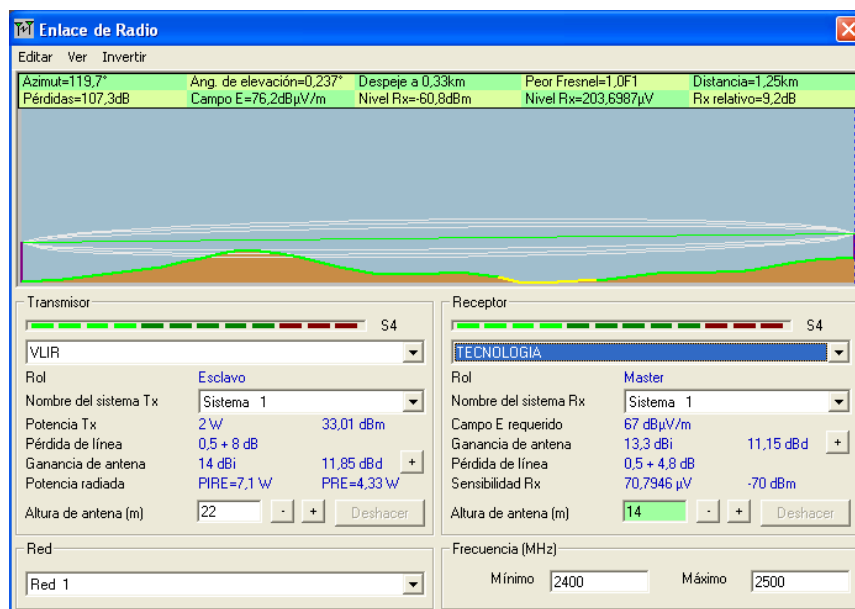 Enlace de Radio
Editar Ver Invertir
Azimut=119,7° Ang. de elevación=0,237° Despeje a 0,33km Peor Fresnel=1,0F1 Distancia=1,25km
Pérdidas=107,3dB Campo E=76,2dBµV/m Nivel Rx=-60,8dBm Nivel Rx=203,6987µV Rx relativo=9,2dB
Transmisor
S4
VLIR
Rol Esclavo
Nombre del sistema Tx Sistema 1
Potencia Tx 2 W 33,01 dBm
Pérdida de línea 0,5 + 8 dB
Ganancia de antena 14 dBi 11,85 dBd +
Potencia radiada PIRE=7,1 W PRE=4,33 W
Altura de antena (m) 22 - + Deshacer
Red
Red 1
Receptor
S4
TECNOLOGIA
Rol Master
Nombre del sistema Rx Sistema 1
Campo E requerido 67 dBµV/m
Ganancia de antena 13,3 dBi 11,15 dBd +
Pérdida de línea 0,5 + 4,8 dB
Sensibilidad Rx 70,7946 µV -70 dBm
Altura de antena (m) 14 - + Deshacer
Frecuencia (MHz)
Mínimo 2400 Máximo 2500